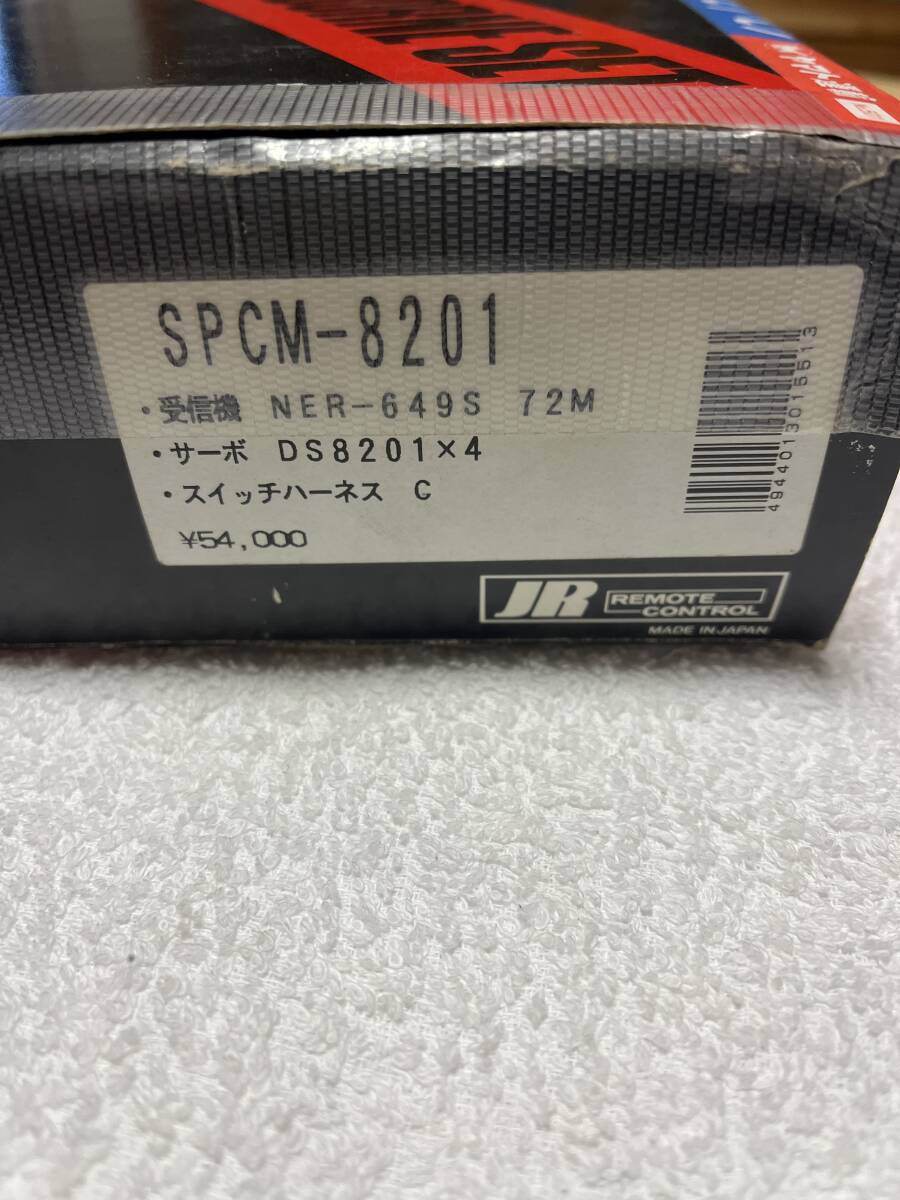 SPCM-8201
・受信機 NER-649S 72M
・サーボ DS8201×4
・スイッチハーネス C
¥54,000
4944013015513
JR REMOTE CONTROL
MADE IN JAPAN